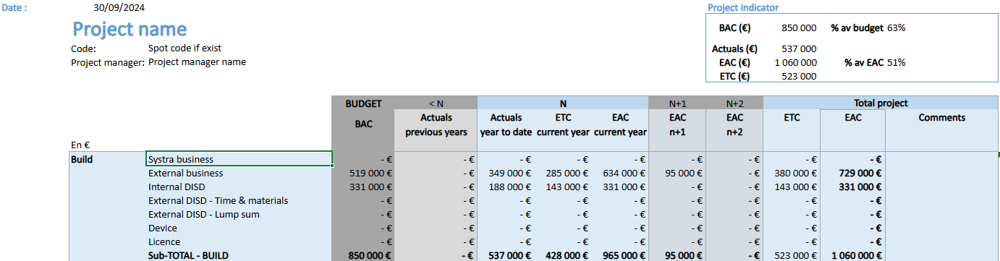 Date : 30/09/2024 Project indicator
Project name BAC (€) 850 000 % av budget 63%
Code: Spot code if exist Actuals (€) 537 000
Project manager: Project manager name EAC (€) 1 060 000 % av EAC 51%
ETC (€) 523 000
BUDGET < N N N+1 N+2 Total project
BAC Actuals Actuals ETC EAC EAC EAC ETC EAC Comments
previous years year to date current year current year n+1 n+2
En €
Build Systra business - € - € - € - € - € - € - € - € - €
External business 519 000 € - € 349 000 € 285 000 € 634 000 € 95 000 € - € 380 000 € 729 000 €
Internal DISD 331 000 € - € 188 000 € 143 000 € 331 000 € - € - € 143 000 € 331 000 €
External DISD - Time & materials - € - € - € - € - € - € - € - € - €
External DISD - Lump sum - € - € - € - € - € - € - € - € - €
Device - € - € - € - € - € - € - € - € - €
Licence - € - € - € - € - € - € - € - € - €
Sub-TOTAL - BUILD 850 000 € - € 537 000 € 428 000 € 965 000 € 95 000 € - € 523 000 € 1 060 000 €